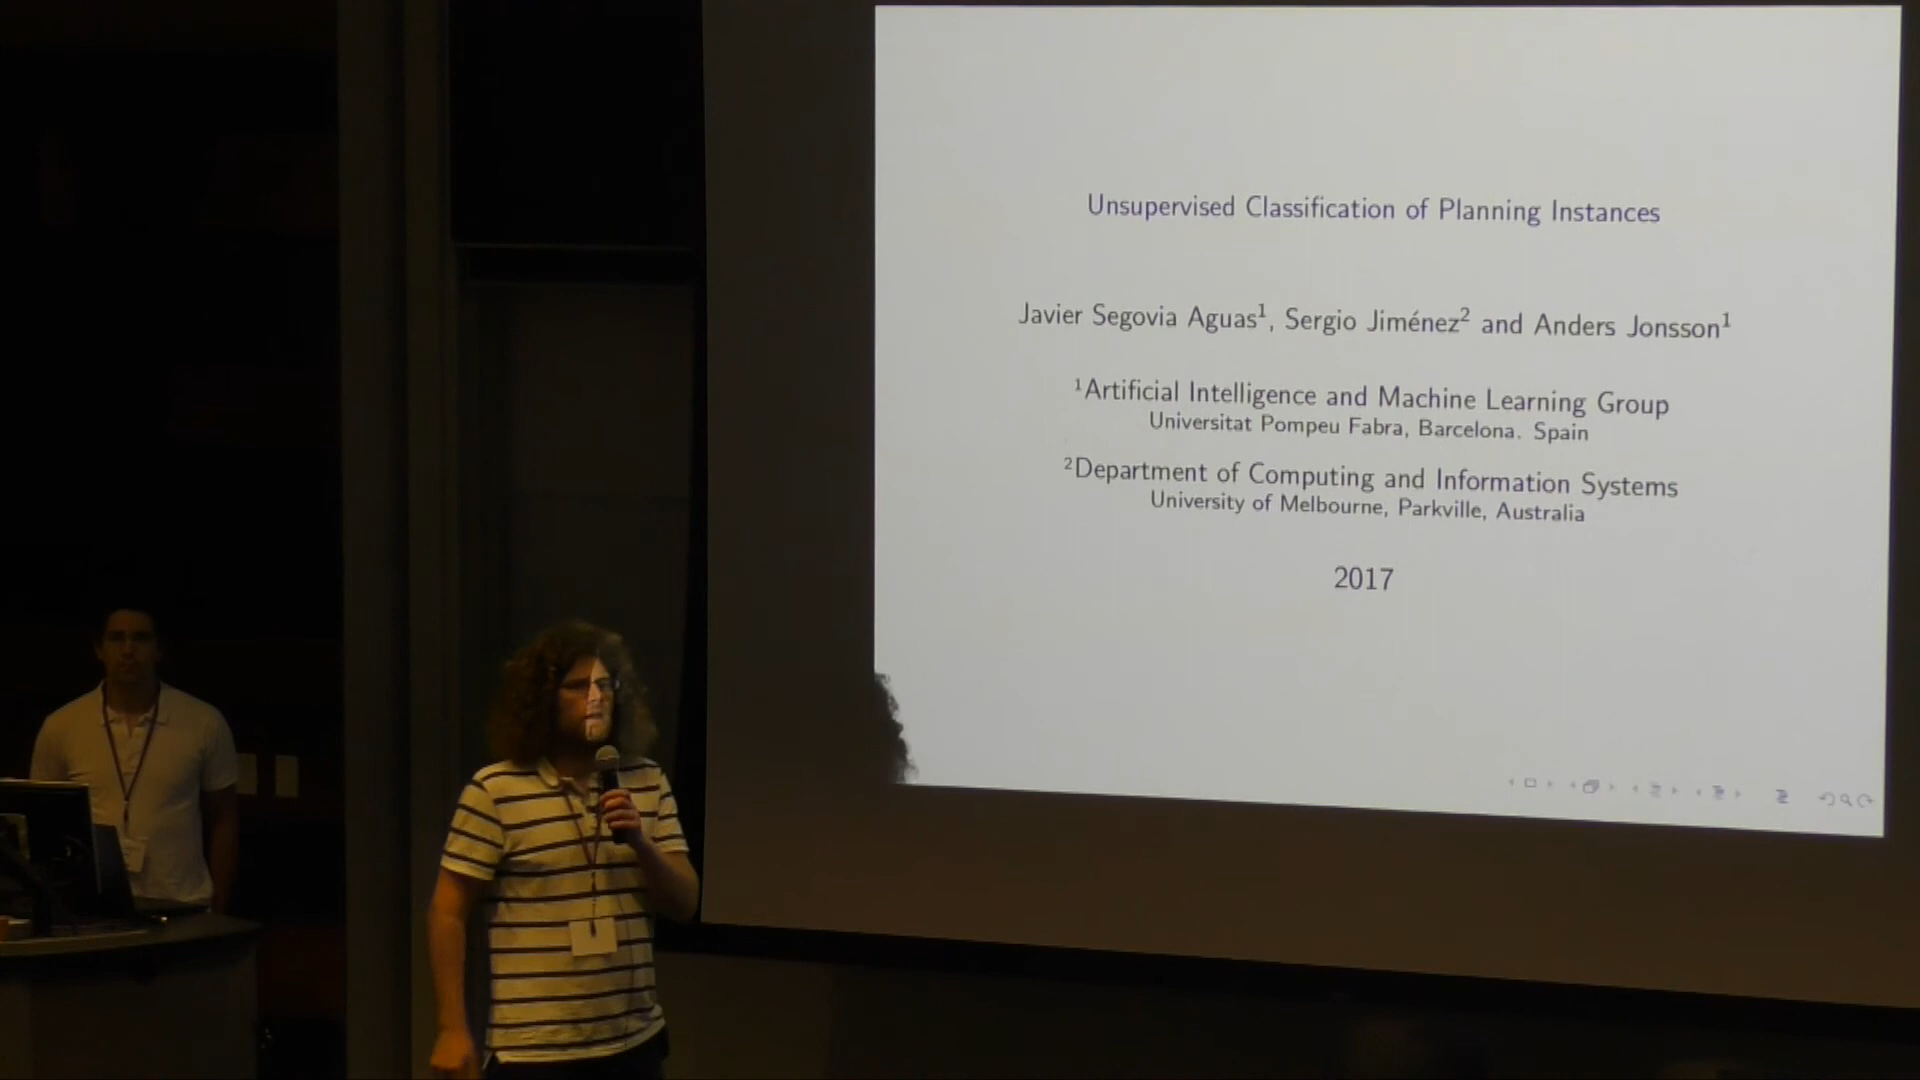 Unsupervised Classification of Planning Instances
Javier Segovia Aguas¹, Sergio Jiménez² and Anders Jonsson¹
¹Artificial Intelligence and Machine Learning Group
Universitat Pompeu Fabra, Barcelona. Spain
²Department of Computing and Information Systems
University of Melbourne, Parkville, Australia
2017